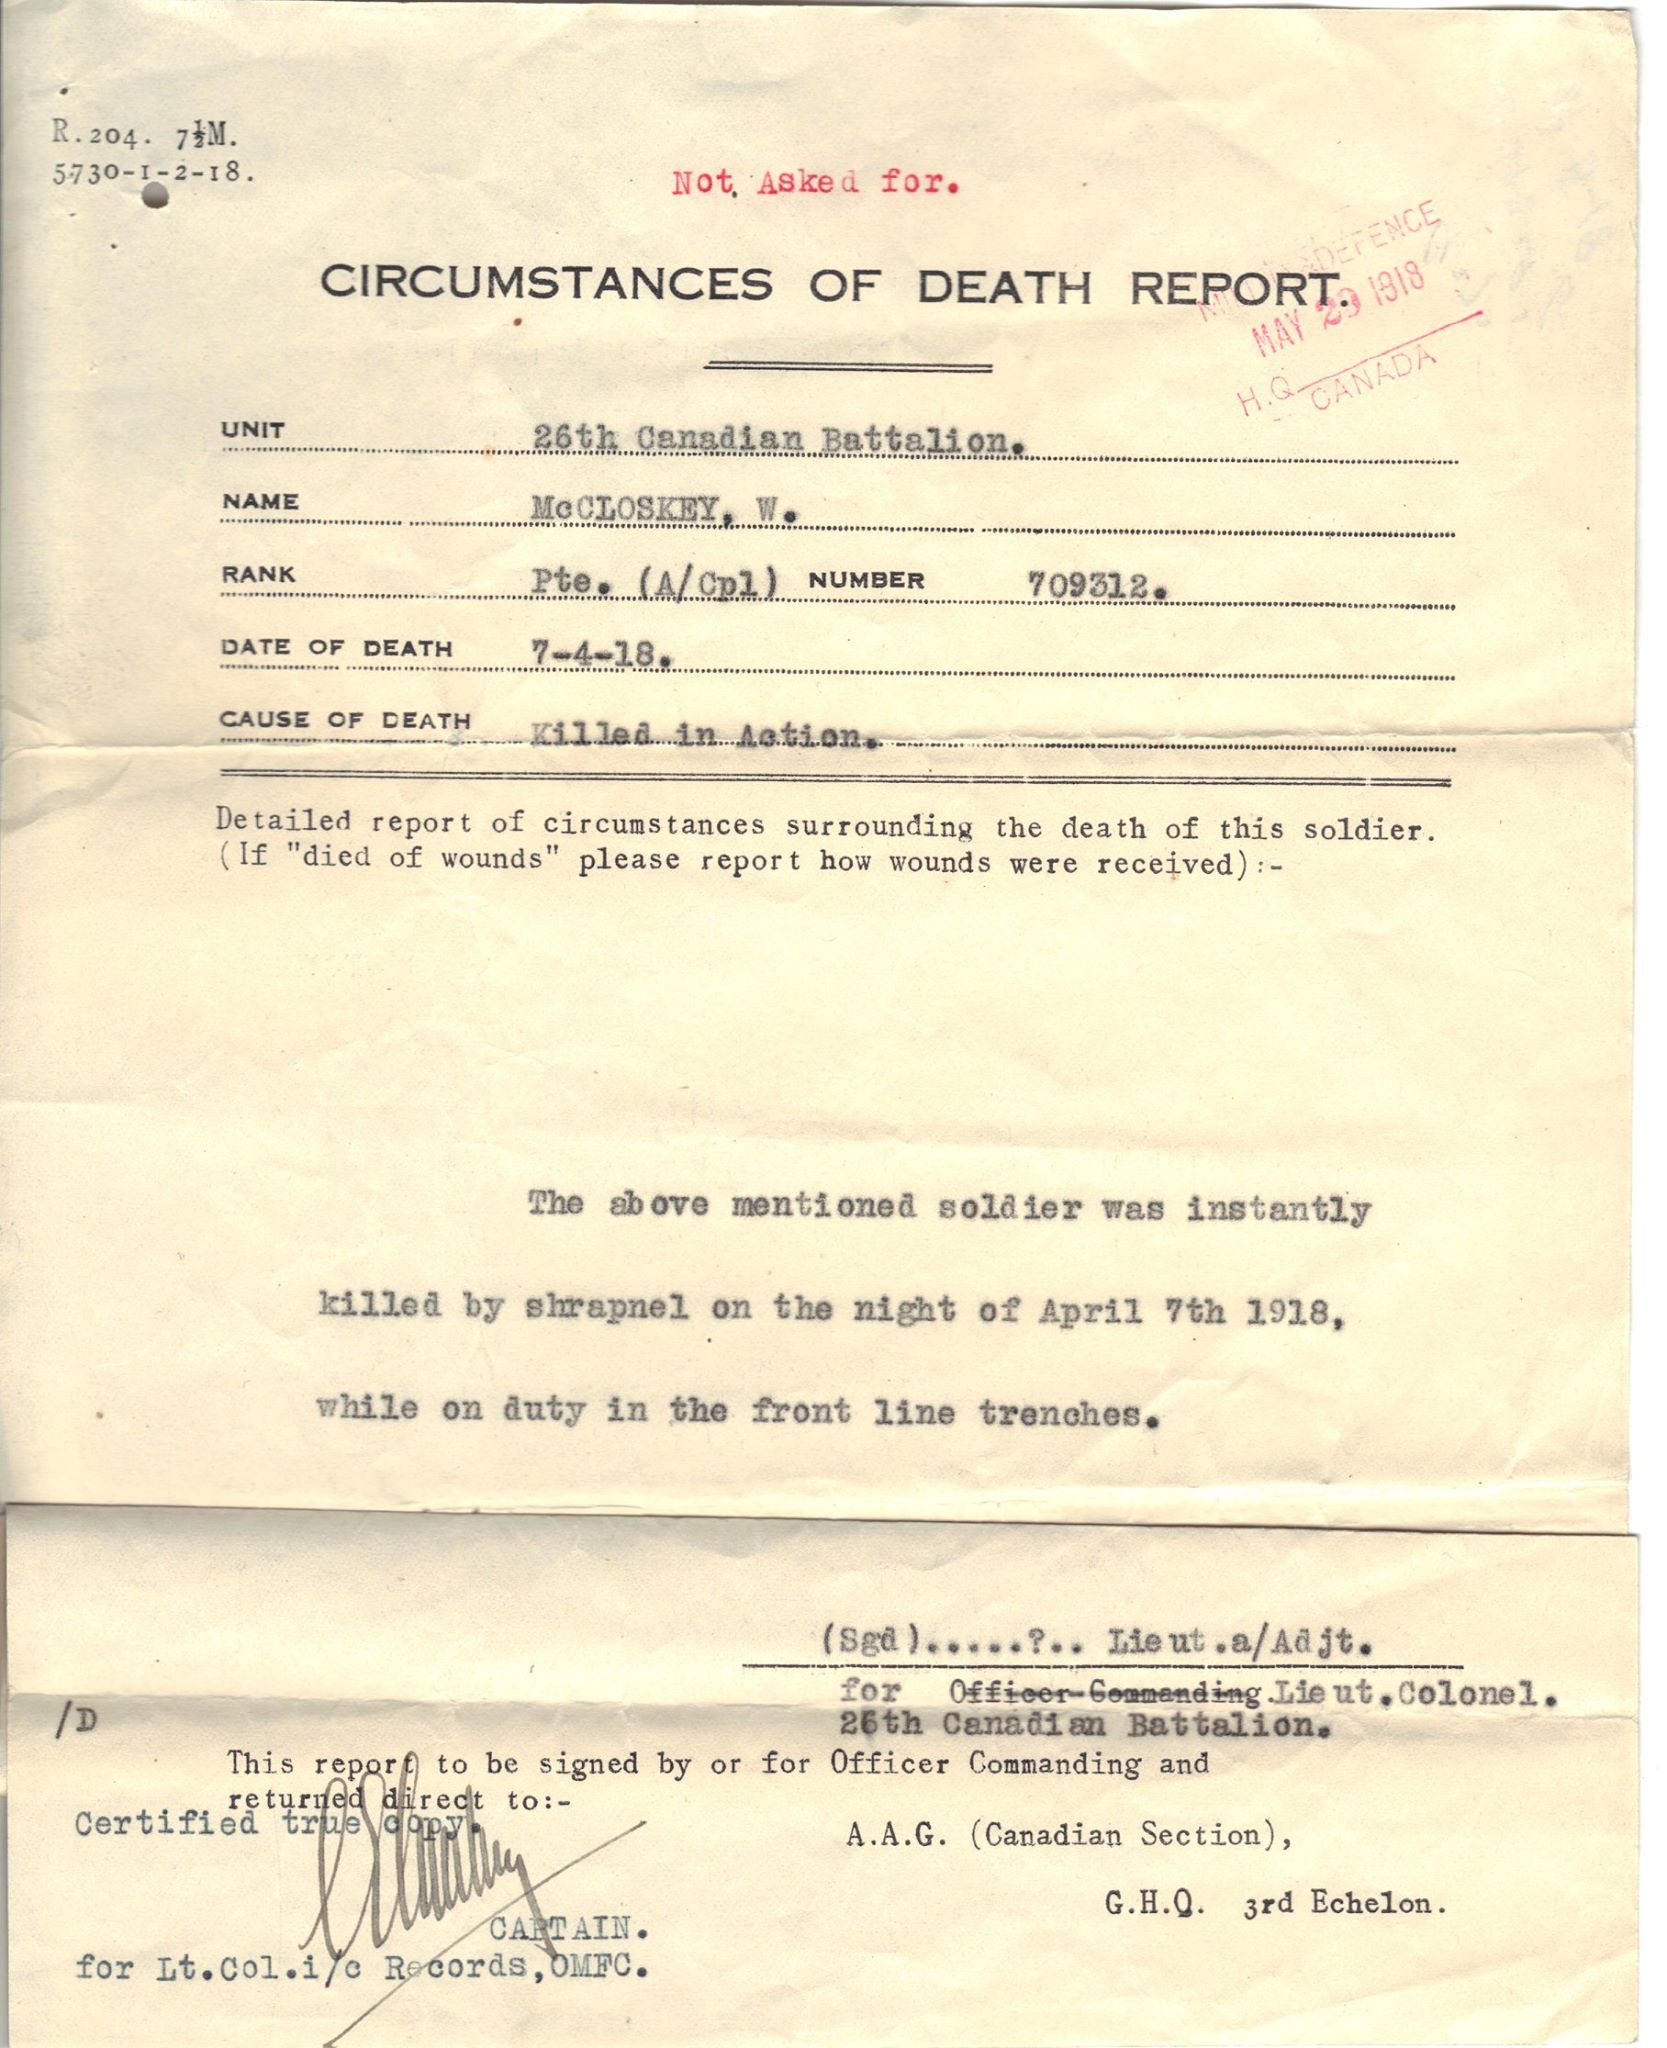 R.204. 7½M.
5730-1-2-18.
Not Asked for.
DEFENCE
MAY 29 1918
H.Q. CANADA
CIRCUMSTANCES OF DEATH REPORT.
UNIT 26th Canadian Battalion.
NAME McCLOSKEY, W.
RANK Pte. (A/Cpl) NUMBER 709312.
DATE OF DEATH 7-4-18.
CAUSE OF DEATH Killed in Action.
Detailed report of circumstances surrounding the death of this soldier.
(If "died of wounds" please report how wounds were received):-
The above mentioned soldier was instantly
killed by shrapnel on the night of April 7th 1918,
while on duty in the front line trenches.
(Sgd).....?.. Lieut.a/Adjt.
for Officer Commanding.Lieut.Colonel.
/D
26th Canadian Battalion.
This report to be signed by or for Officer Commanding and
returned direct to:-
Certified true copy.
A.A.G. (Canadian Section),
G.H.Q. 3rd Echelon.
CAPTAIN.
for Lt.Col.i/c Records,OMFC.